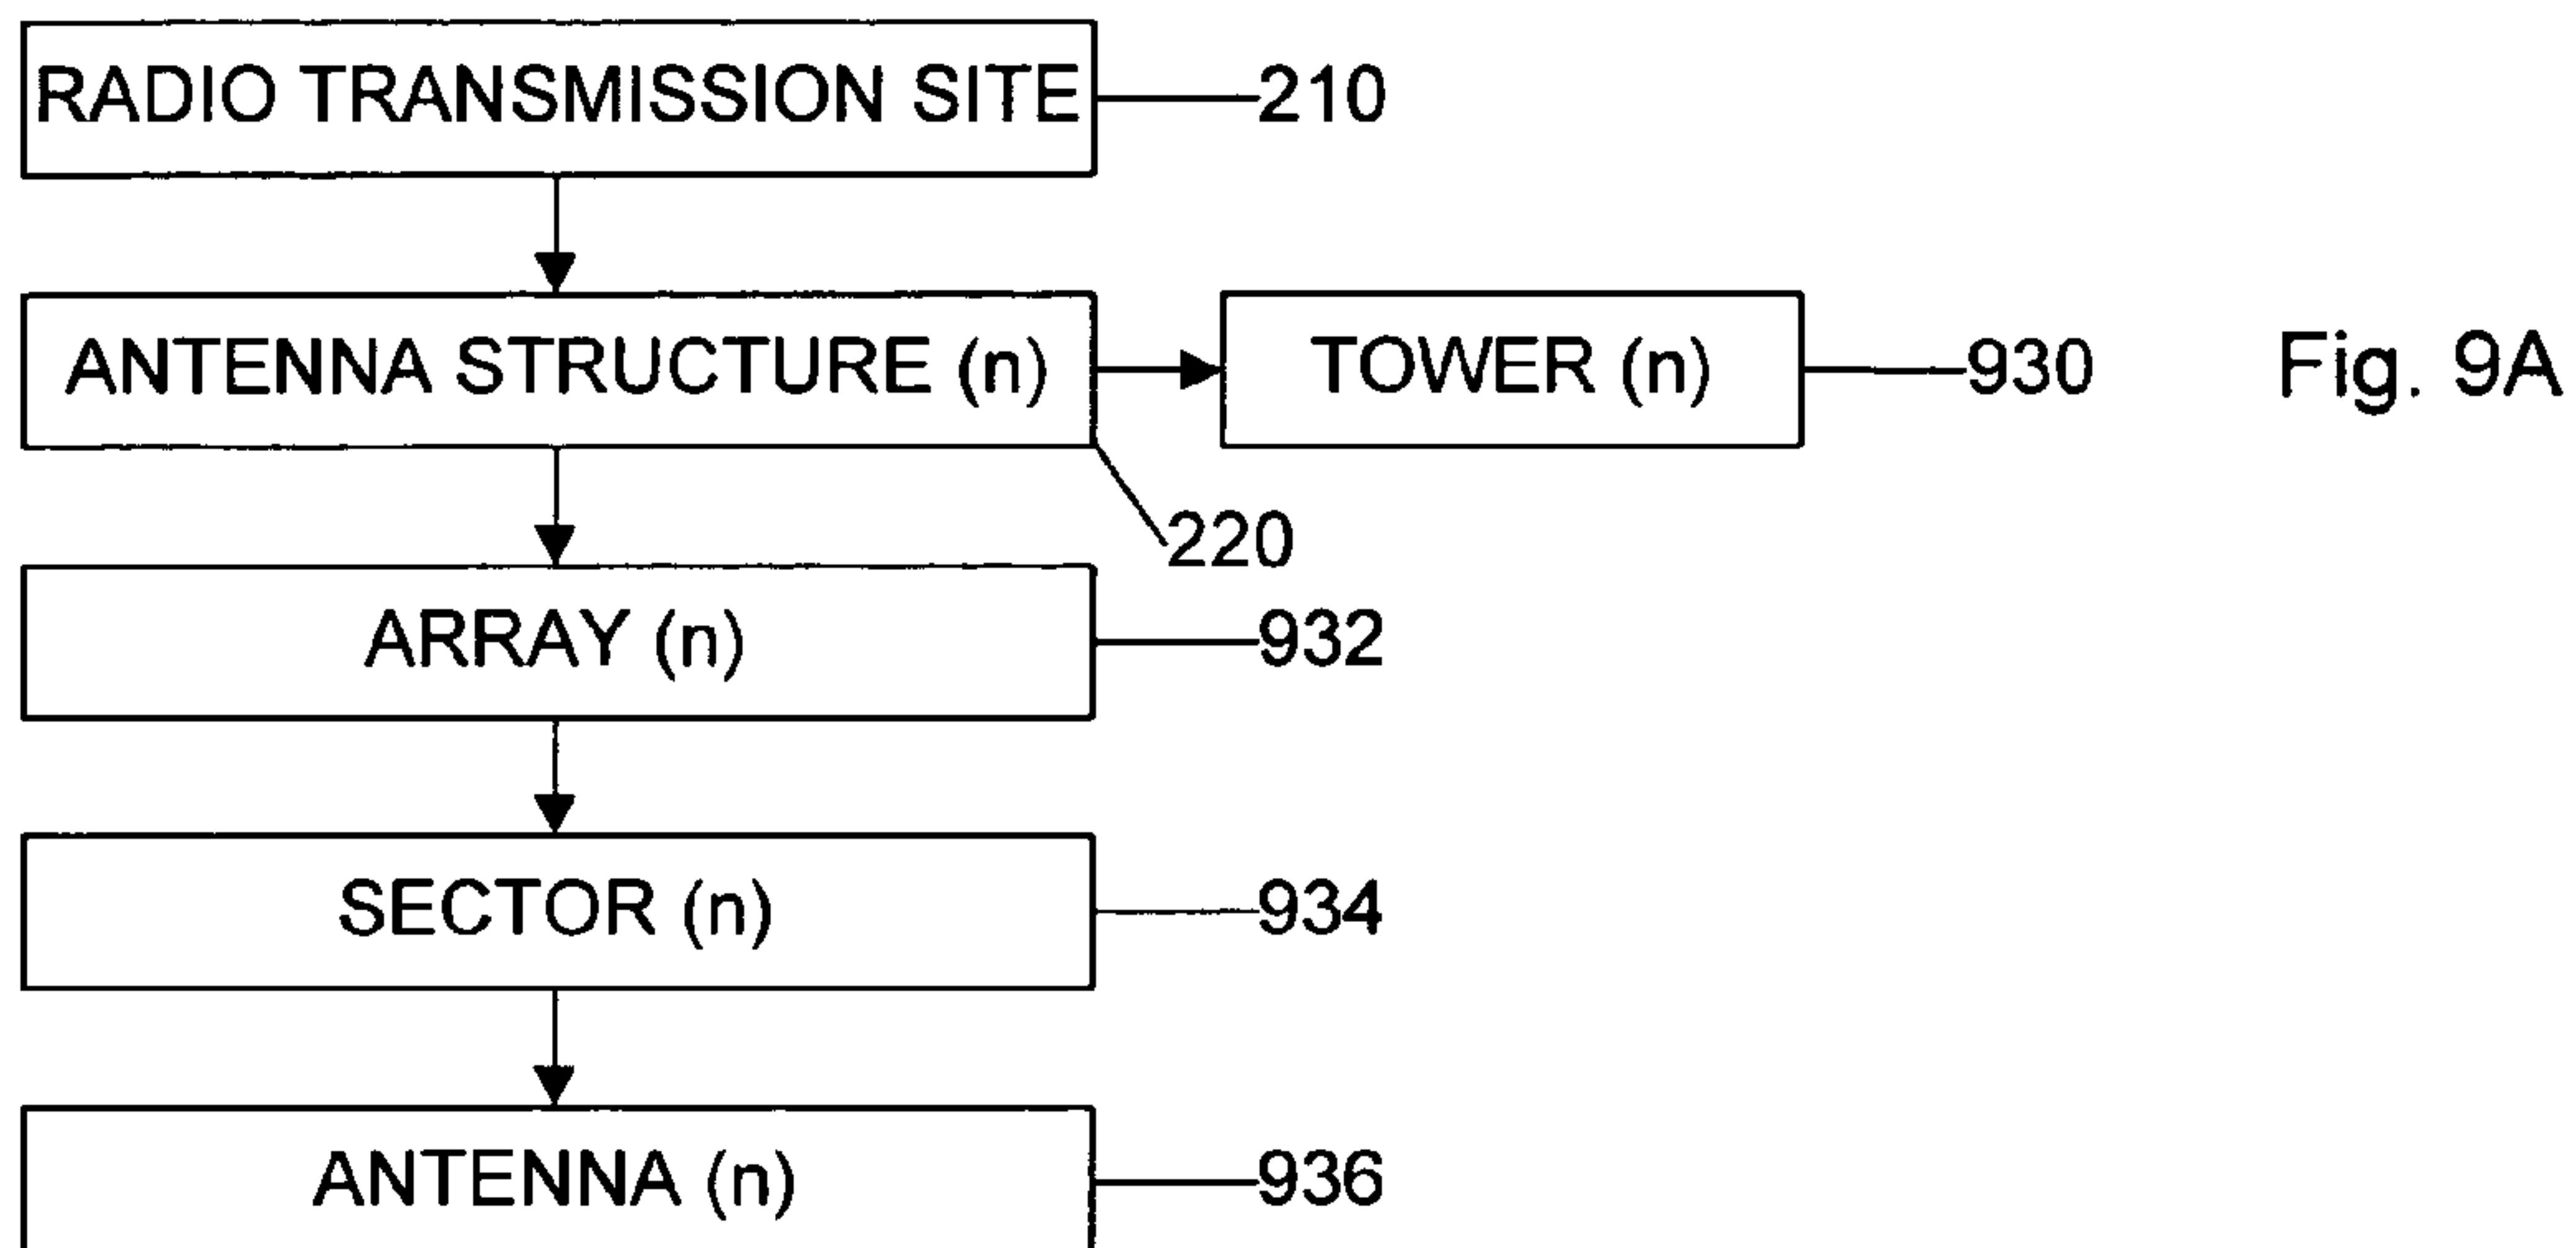 RADIO TRANSMISSION SITE 210
ANTENNA STRUCTURE (n) TOWER (n) 930 Fig. 9A
220
ARRAY (n) 932
SECTOR (n) 934
ANTENNA (n) 936